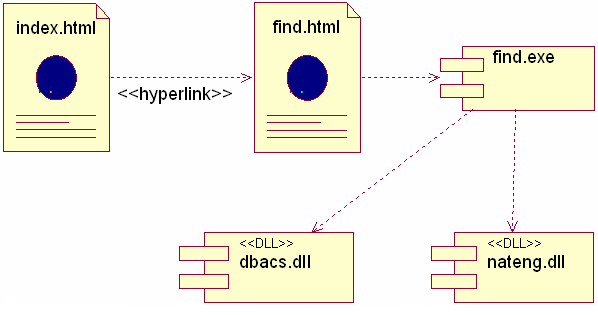 index.html
find.html
find.exe
<<hyperlink>>
<<DLL>>
dbacs.dll
<<DLL>>
nateng.dll